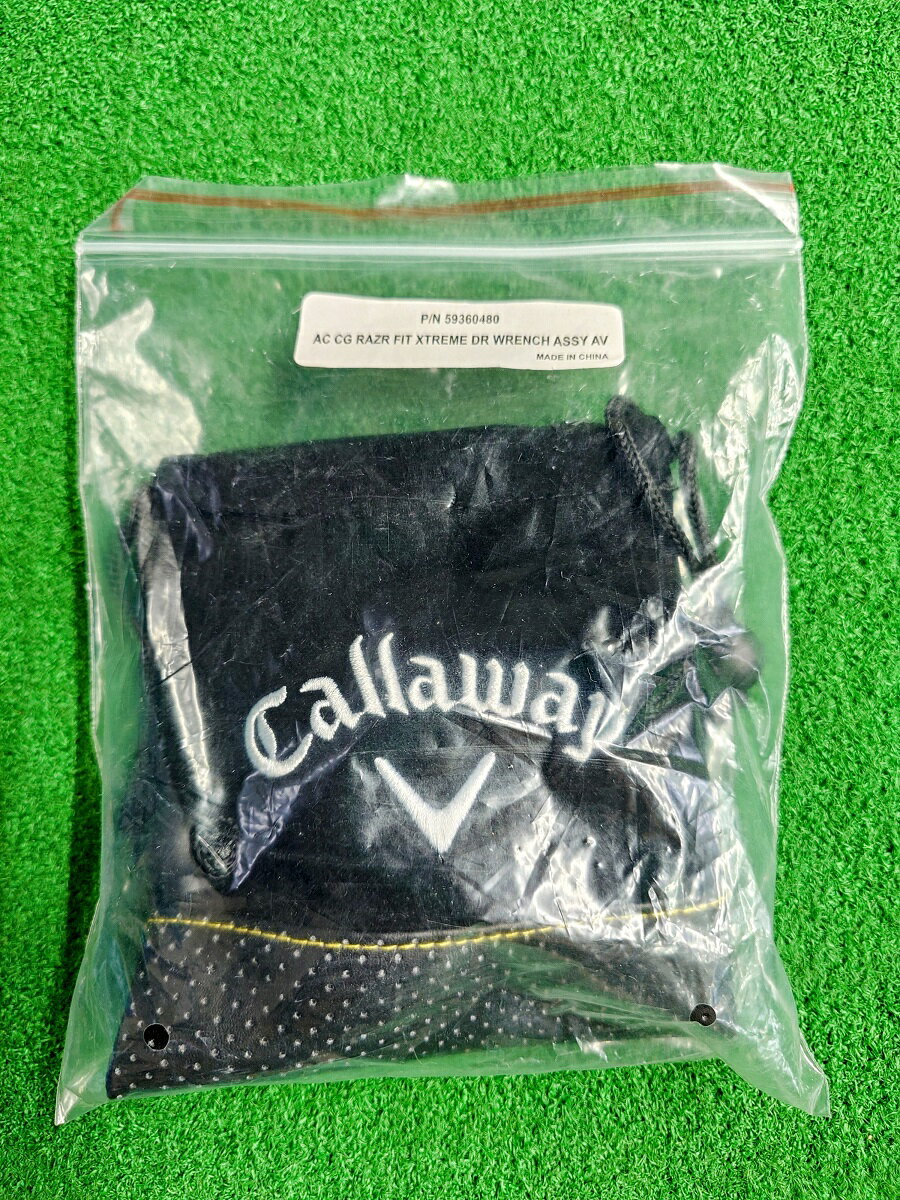 P/N 59360480
AC CG RAZR FIT XTREME DR WRENCH ASSY AV
MADE IN CHINA
Callaway